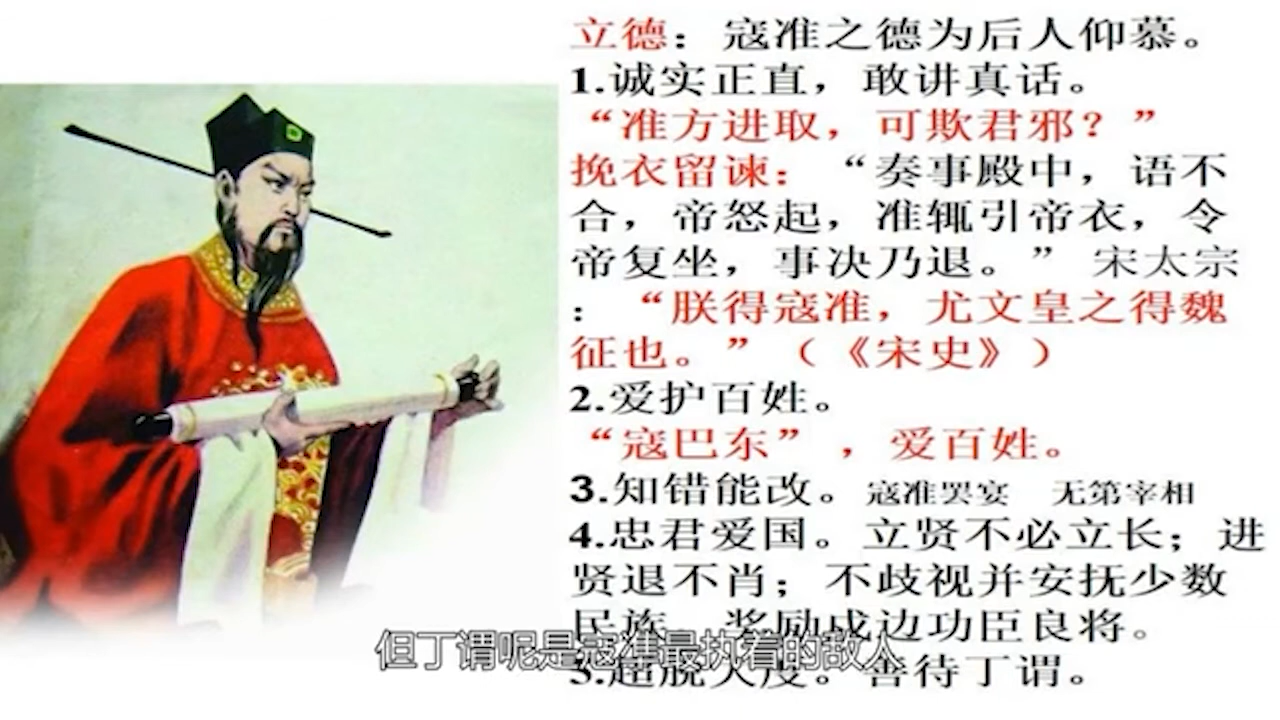 立德：寇准之德为后人仰慕。
1.诚实正直，敢讲真话。
“准方进取，可欺君邪？”
挽衣留谏：“奏事殿中，语不
合，帝怒起，准辄引帝衣，令
帝复坐，事决乃退。” 宋太宗
：“朕得寇准，尤文皇之得魏
征也。”（《宋史》）
2.爱护百姓。
“寇巴东”，爱百姓。
3.知错能改。寇准罢宴 无第宰相
4.忠君爱国。立贤不必立长；进
贤退不肖；不歧视并安抚少数
民族，奖励戍边功臣良将。
5.超脱大度。善待丁谓。
但丁谓呢是寇準最执着的敌人